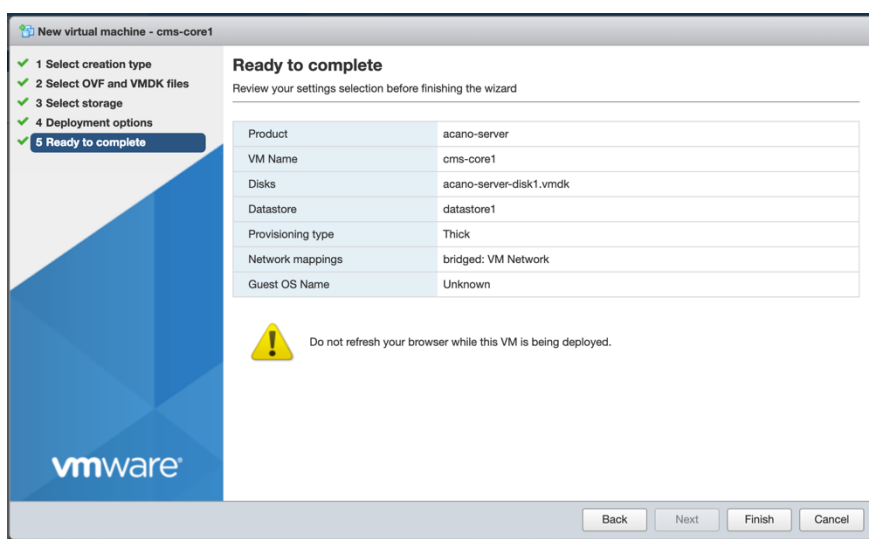 New virtual machine - cms-core1
1 Select creation type
2 Select OVF and VMDK files
3 Select storage
4 Deployment options
5 Ready to complete
Ready to complete
Review your settings selection before finishing the wizard
Product acano-server
VM Name cms-core1
Disks acano-server-disk1.vmdk
Datastore datastore1
Provisioning type Thick
Network mappings bridged: VM Network
Guest OS Name Unknown
Do not refresh your browser while this VM is being deployed.
vmware®
Back Next Finish Cancel